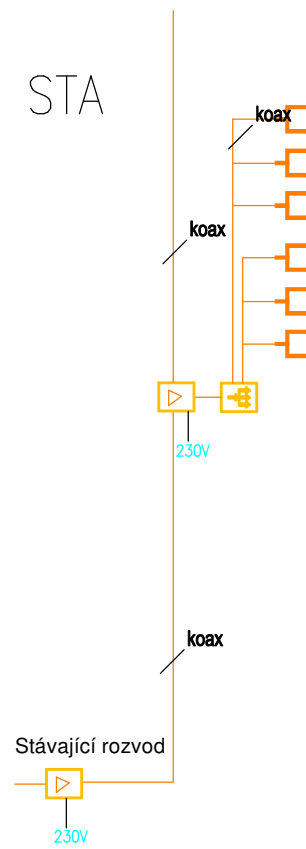 STA
koax
koax
230V
koax
Stávající rozvod
230V